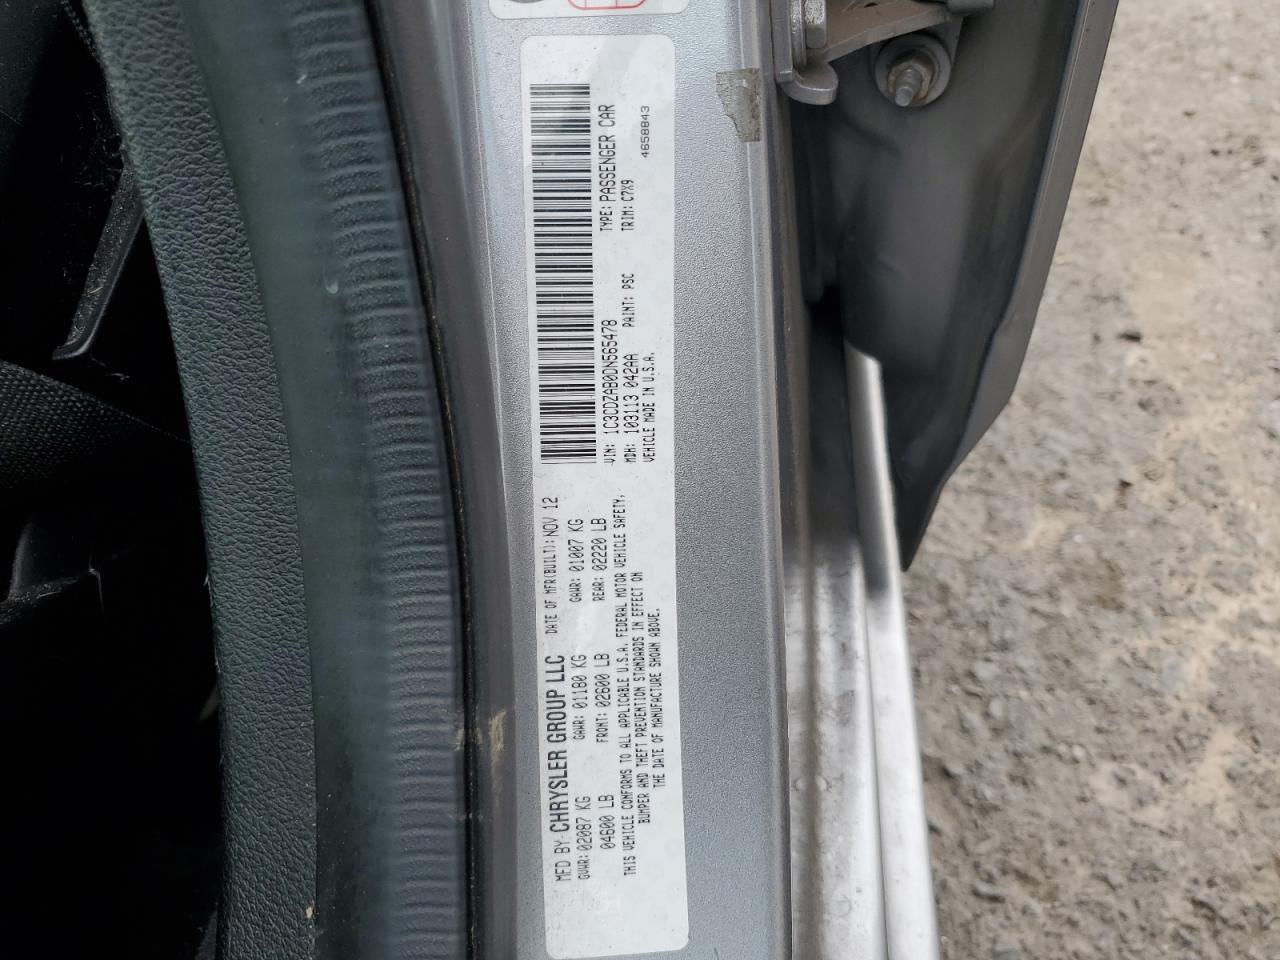 MFD BY CHRYSLER GROUP LLC DATE OF MFR(BUILT): NOV 12
GVWR: 02087 KG GAWR: 01180 KG GAWR: 01007 KG
04600 LB FRONT: 02600 LB REAR: 02220 LB
THIS VEHICLE CONFORMS TO ALL APPLICABLE U.S.A. FEDERAL MOTOR VEHICLE SAFETY,
BUMPER AND THEFT PREVENTION STANDARDS IN EFFECT ON
THE DATE OF MANUFACTURE SHOWN ABOVE.
VIN: 1C3CDZAB0DN565478 TYPE: PASSENGER CAR
MDH: 103113 042AA PAINT: PSC TRIM: C7X9
VEHICLE MADE IN U.S.A. 4658843